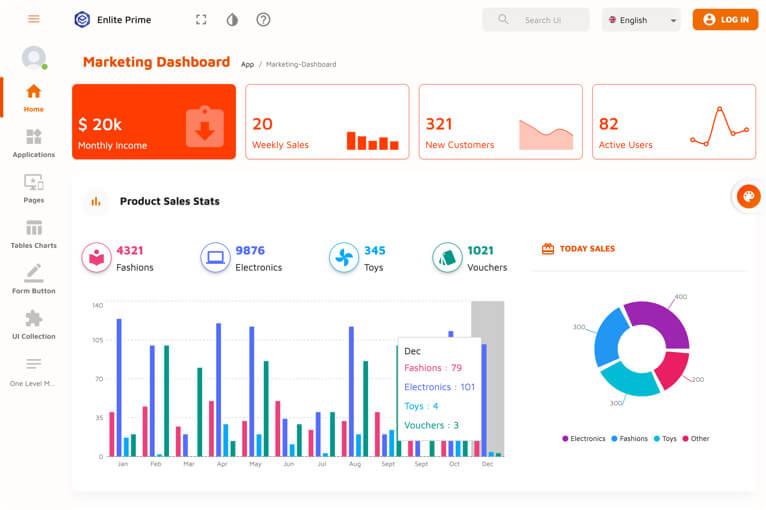 Enlite Prime
Search Ui
English
LOG IN
Marketing Dashboard
App / Marketing-Dashboard
Home
Applications
Pages
Tables Charts
Form Button
UI Collection
One Level M...
$ 20k
Monthly Income
20
Weekly Sales
321
New Customers
82
Active Users
Product Sales Stats
4321
Fashions
9876
Electronics
345
Toys
1021
Vouchers
140
105
70
35
0
Jan
Feb
Mar
Apr
May
Jun
Jul
Aug
Sept
Sept
Oct
Dec
Dec
Fashions : 79
Electronics : 101
Toys : 4
Vouchers : 3
TODAY SALES
400
300
200
300
Electronics
Fashions
Toys
Other